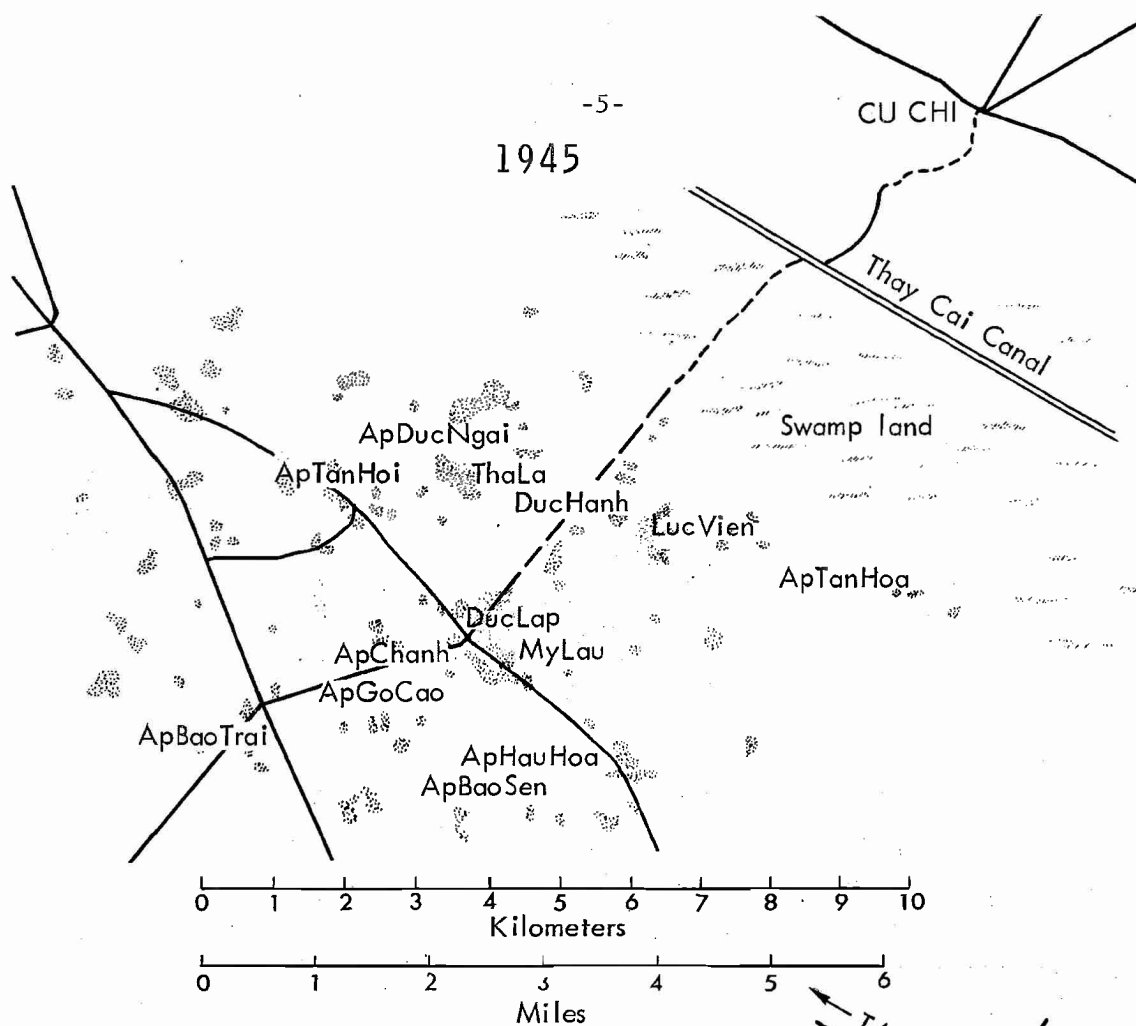 -5-
CU CHI
1945
Thay Cai Canal
Swamp land
ApDucNgai
ApTanHoi
ThaLa
DucHanh
LucVien
ApTanHoa
DucLap
ApChanh
MyLau
ApGoCao
ApBaoTrai
ApHauHoa
ApBaoSen
0 1 2 3 4 5 6 7 8 9 10
Kilometers
0 1 2 3 4 5 6
Miles